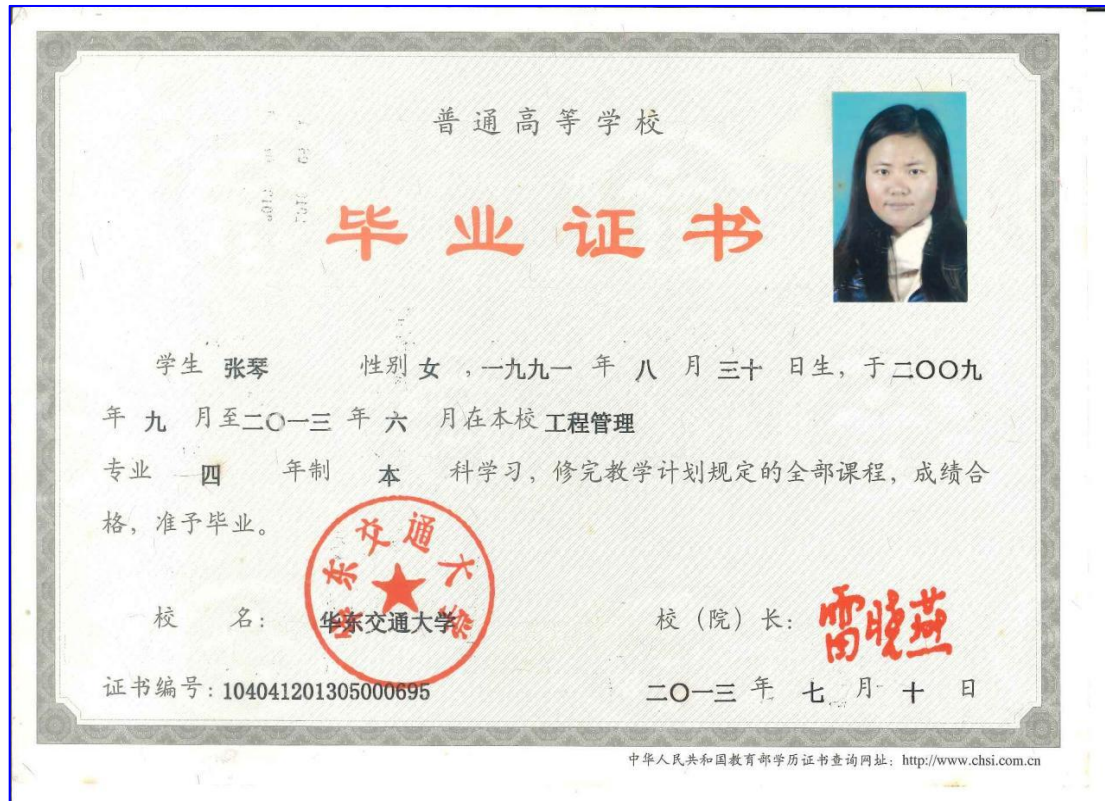 普通高等学校
毕业证书
学生 张琴 性别 女 ,一九九一 年 八 月 三十 日生，于 二〇〇九
年 九 月至二〇一三 年 六 月在本校 工程管理
专业 四 年制 本 科学习，修完教学计划规定的全部课程，成绩合
格，准予毕业。
华东交通大学
校 名： 华东交通大学 校（院）长： 雷晓燕
证书编号：104041201305000695 二〇一三 年 七 月 十 日
中华人民共和国教育部学历证书查询网址：http://www.chsi.com.cn